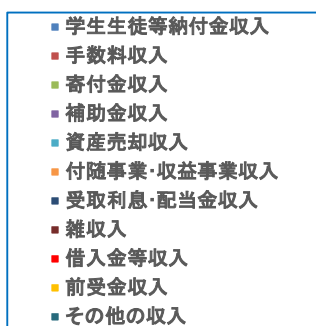 学生生徒等納付金収入
手数料収入
寄付金収入
補助金収入
資産売却収入
付随事業・収益事業収入
受取利息・配当金収入
雑収入
借入金等収入
前受金収入
その他の収入